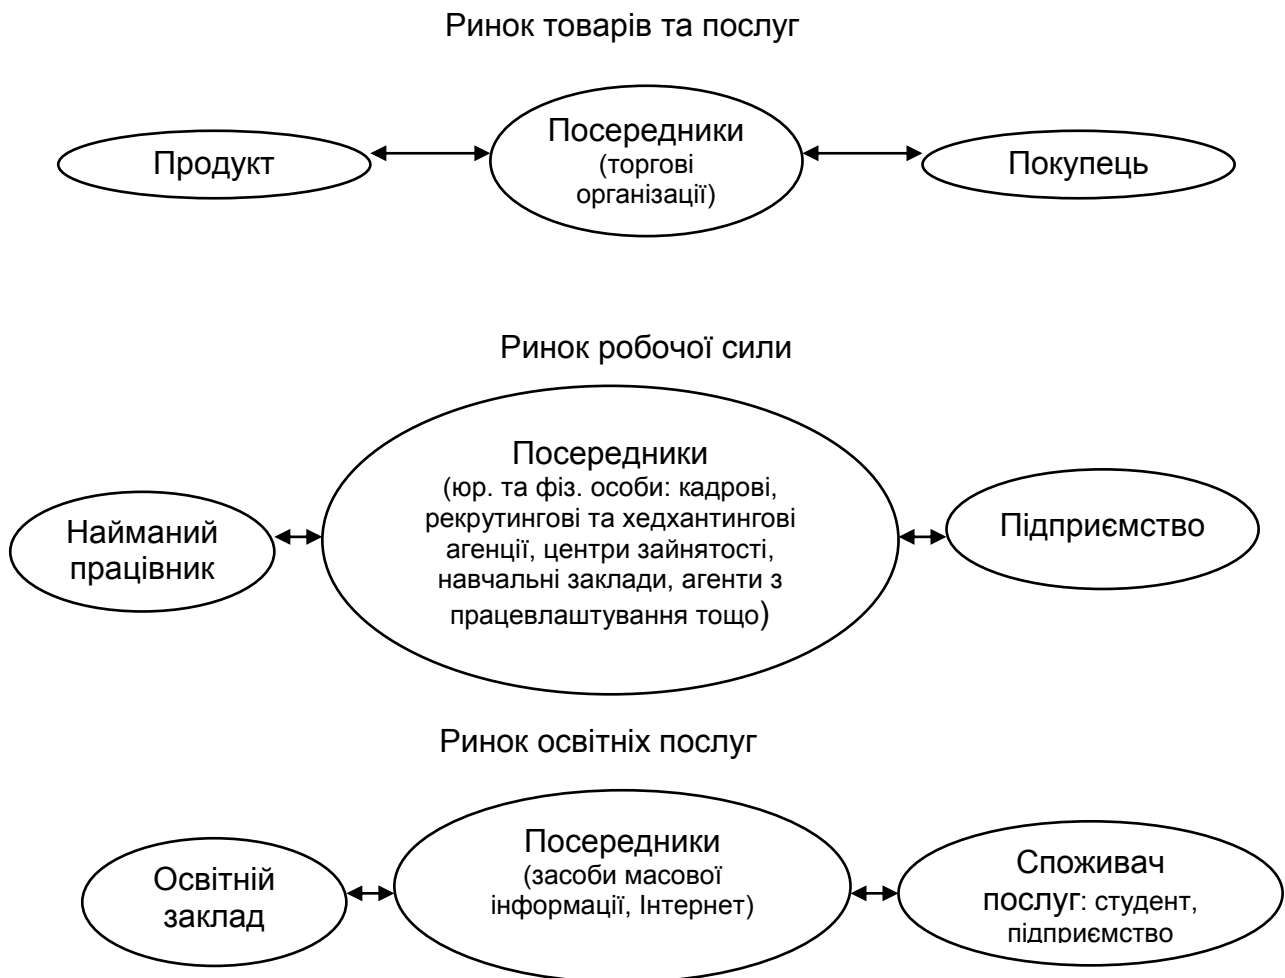 Ринок товарів та послуг
Продукт
Посередники
(торгові
організації)
Покупець
Ринок робочої сили
Найманий
працівник
Посередники
(юр. та фіз. особи: кадрові,
рекрутингові та хедхантингові
агенції, центри зайнятості,
навчальні заклади, агенти з
працевлаштування тощо)
Підприємство
Ринок освітніх послуг
Освітній
заклад
Посередники
(засоби масової
інформації, Інтернет)
Споживач
послуг: студент,
підприємство